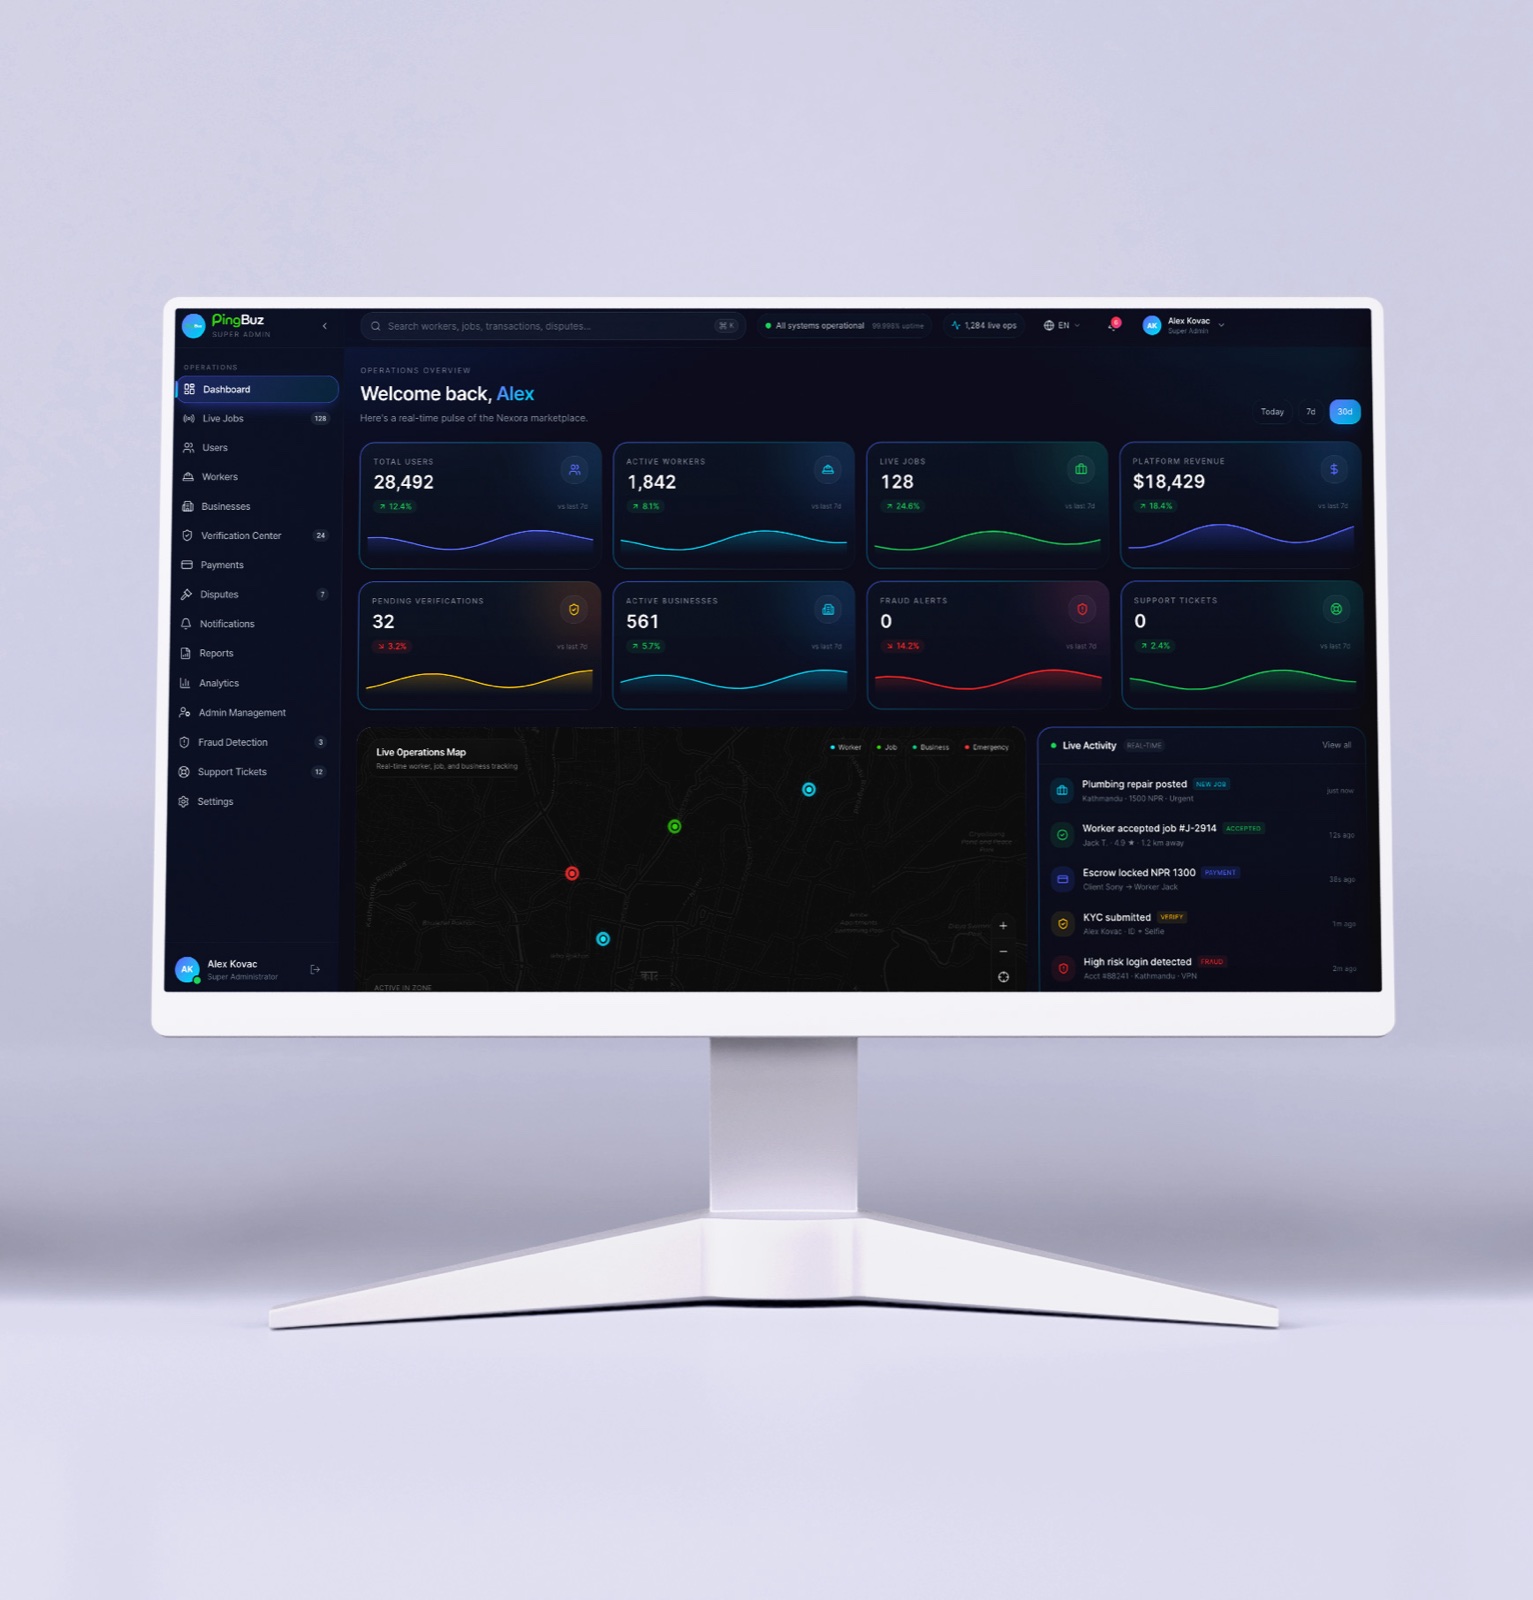 PingBuz
SUPER ADMIN
Search workers, jobs, transactions, disputes...
⌘ K
All systems operational 99.998% uptime
1,284 live ops
EN
AK
Alex Kovac
Super Admin
OPERATIONS
Dashboard
Live Jobs 128
Users
Workers
Businesses
Verification Center 24
Payments
Disputes 7
Notifications
Reports
Analytics
Admin Management
Fraud Detection 3
Support Tickets 12
Settings
AK
Alex Kovac
Super Administrator
OPERATIONS OVERVIEW
Welcome back, Alex
Here's a real-time pulse of the Nexora marketplace.
Today 7d 30d
TOTAL USERS
28,492
12.4% vs last 7d
ACTIVE WORKERS
1,842
8.1% vs last 7d
LIVE JOBS
128
24.6% vs last 7d
PLATFORM REVENUE
$18,429
18.4% vs last 7d
PENDING VERIFICATIONS
32
3.2% vs last 7d
ACTIVE BUSINESSES
561
5.7% vs last 7d
FRAUD ALERTS
0
14.2% vs last 7d
SUPPORT TICKETS
0
2.4% vs last 7d
Live Operations Map
Real-time worker, job, and business tracking
Worker Job Business Emergency
ACTIVE IN ZONE
Live Activity REAL-TIME View all
Plumbing repair posted NEW JOB
Kathmandu · 1500 NPR · Urgent
just now
Worker accepted job #J-2914 ACCEPTED
Jack T. · 4.9 ★ · 1.2 km away
12s ago
Escrow locked NPR 1300 PAYMENT
Client Sony → Worker Jack
38s ago
KYC submitted VERIFY
Alex Kovac · ID + Selfie
1m ago
High risk login detected FRAUD
Acct #88241 · Kathmandu · VPN
2m ago